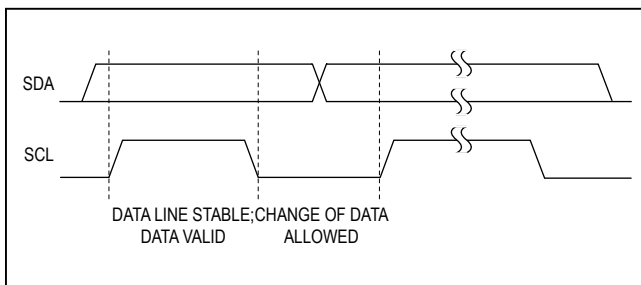 SDA
SCL
DATA LINE STABLE;CHANGE OF DATA
DATA VALID ALLOWED